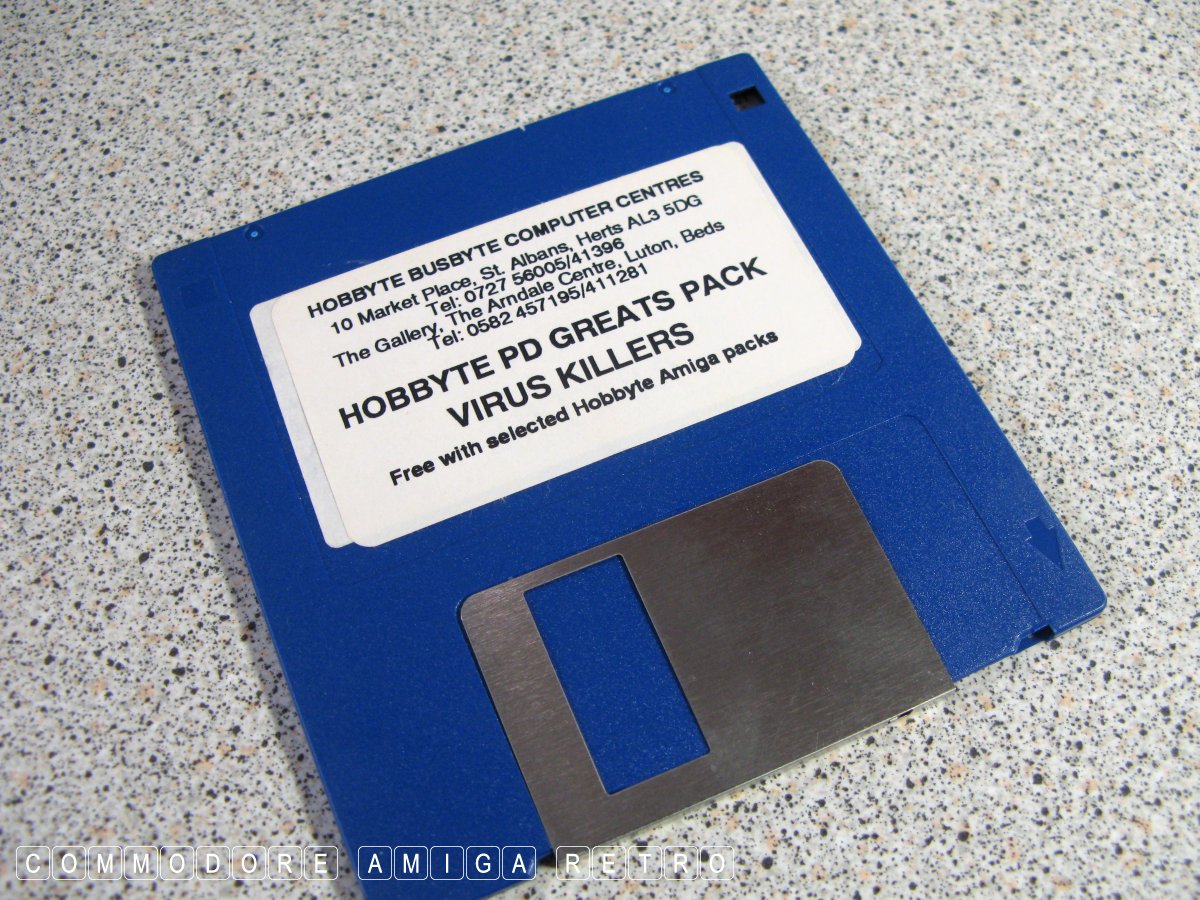 HOBBYTE BUSBYTE COMPUTER CENTRES
10 Market Place, St, Albans, Herts AL3 5DG
Tel: 0727 56005/41396
The Gallery, The Arndale Centre, Luton, Beds
Tel: 0582 457195/411281
HOBBYTE PD GREATS PACK
VIRUS KILLERS
Free with selected Hobbyte Amiga packs
COMMODORE AMIGA RETRO